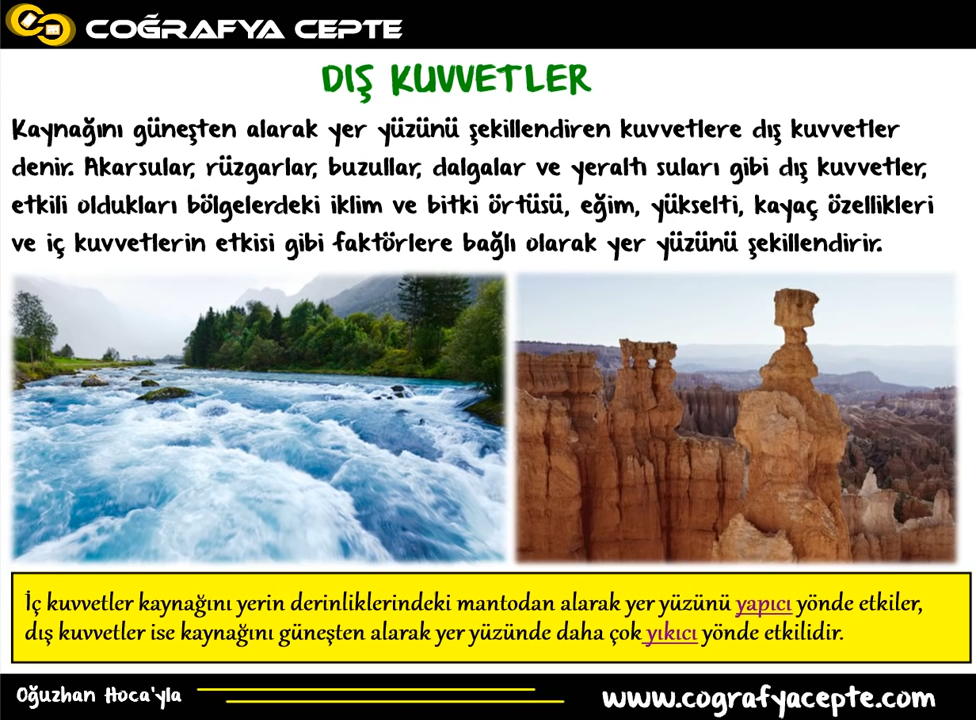 COĞRAFYA CEPTE
DIŞ KUVVETLER
Kaynağını güneşten alarak yer yüzünü şekillendiren kuvvetlere dış kuvvetler
denir. Akarsular, rüzgarlar, buzullar, dalgalar ve yeraltı suları gibi dış kuvvetler,
etkili oldukları bölgelerdeki iklim ve bitki örtüsü, eğim, yükselti, kayaç özellikleri
ve iç kuvvetlerin etkisi gibi faktörlere bağlı olarak yer yüzünü şekillendirir.
İç kuvvetler kaynağını yerin derinliklerindeki mantodan alarak yer yüzünü yapıcı yönde etkiler,
dış kuvvetler ise kaynağını güneşten alarak yer yüzünde daha çok yıkıcı yönde etkilidir.
Oğuzhan Hoca'yla
www.cografyacepte.com